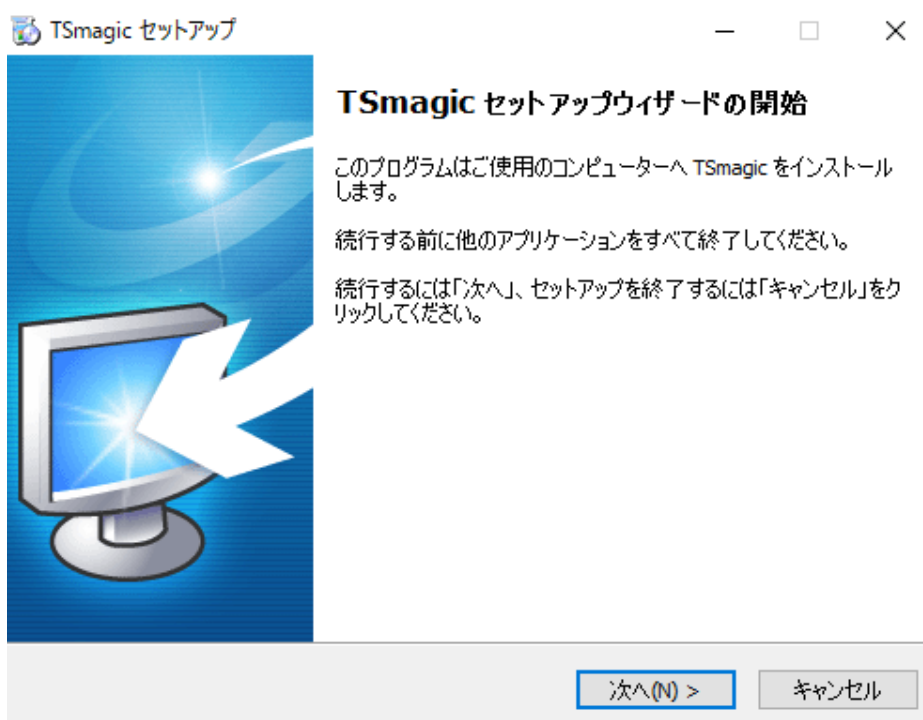 TSmagic セットアップ
TSmagic セットアップウィザードの開始
このプログラムはご使用のコンピューターへ TSmagic をインストール
します。
続行する前に他のアプリケーションをすべて終了してください。
続行するには「次へ」、セットアップを終了するには「キャンセル」をク
リックしてください。
次へ(N) >
キャンセル